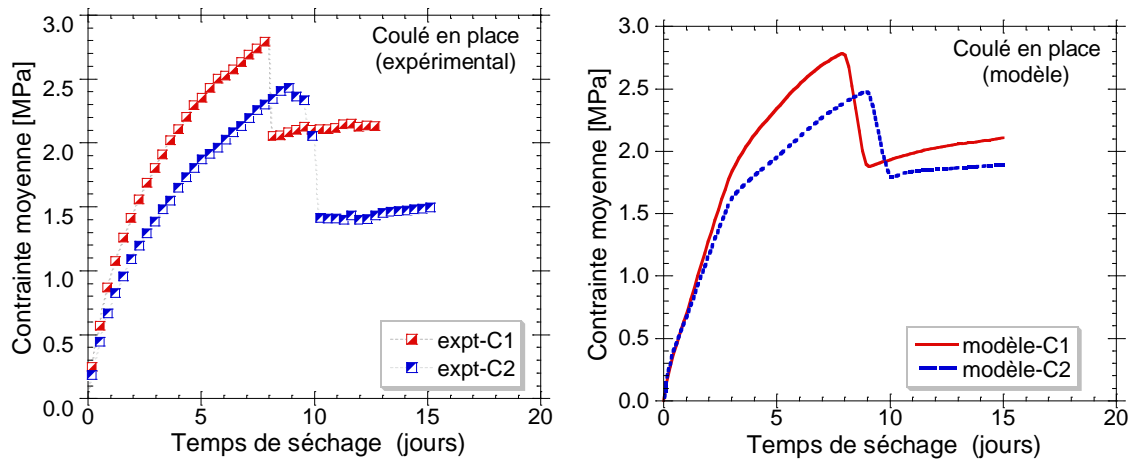 Contrainte moyenne [MPa]
3.0
2.5
2.0
1.5
1.0
0.5
0.0
Coulé en place
(expérimental)
expt-C1
expt-C2
0
5
10
15
20
Temps de séchage (jours)
Contrainte moyenne [MPa]
3.0
2.5
2.0
1.5
1.0
0.5
0.0
Coulé en place
(modèle)
modèle-C1
modèle-C2
0
5
10
15
20
Temps de séchage (jours)